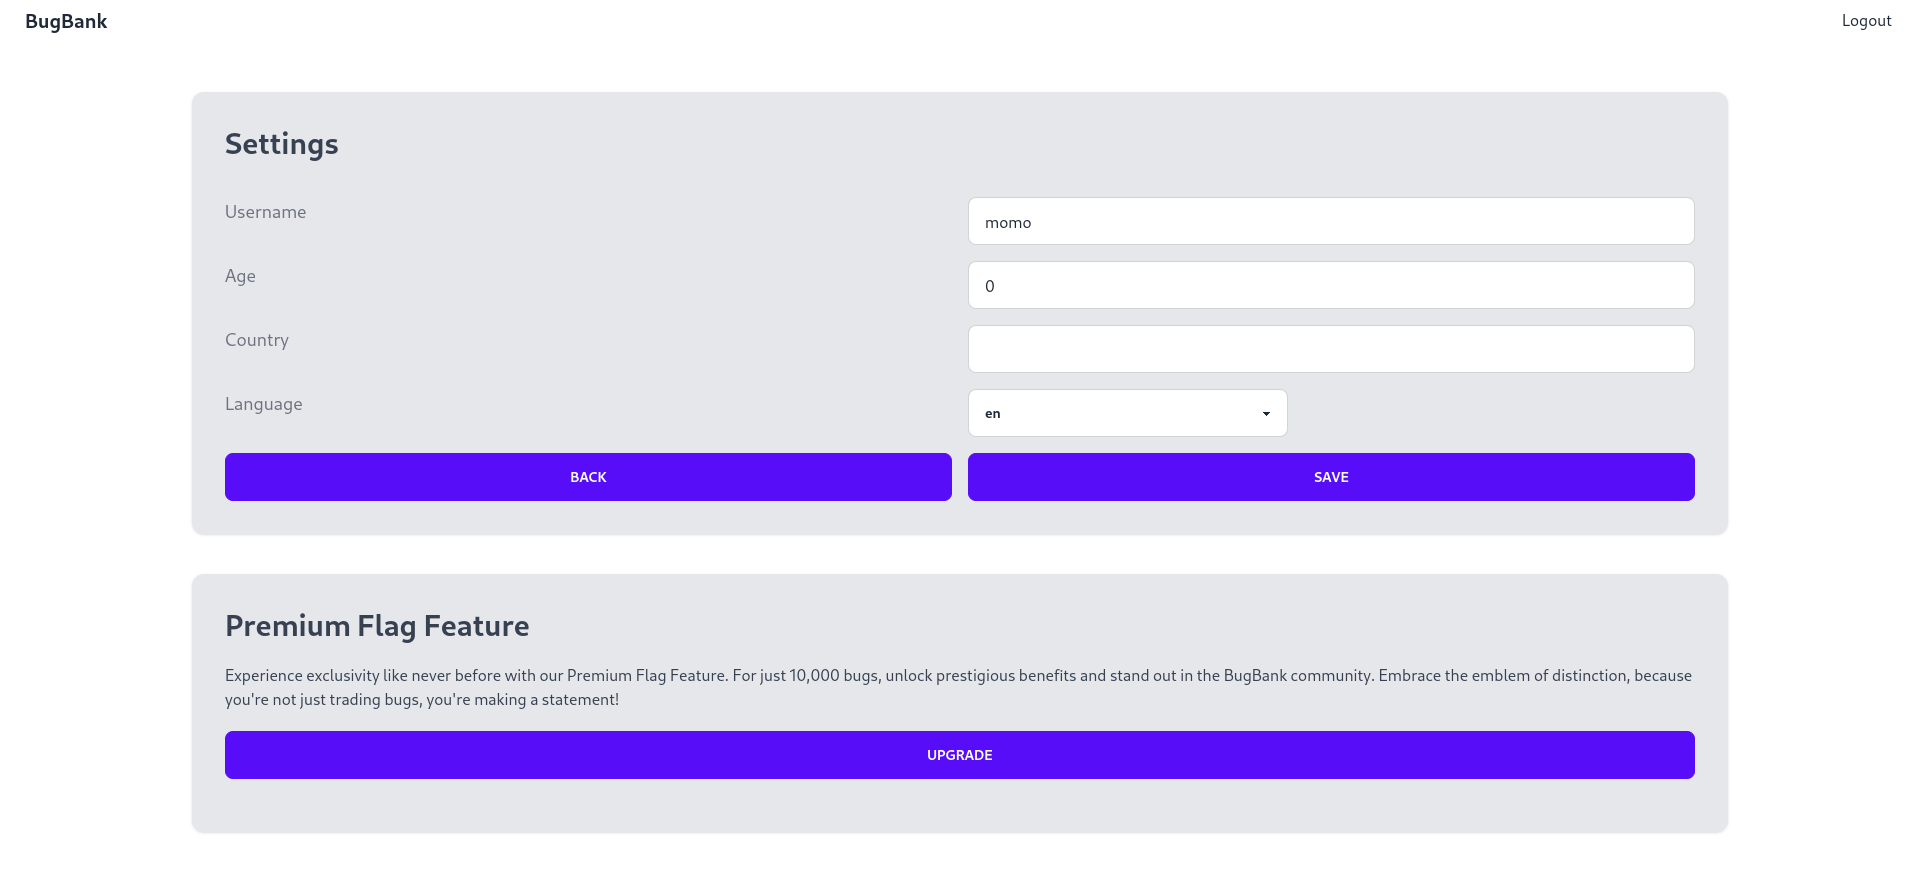 BugBank
Logout
Settings
Username
momo
Age
0
Country
Language
en
BACK
SAVE
Premium Flag Feature
Experience exclusivity like never before with our Premium Flag Feature. For just 10,000 bugs, unlock prestigious benefits and stand out in the BugBank community. Embrace the emblem of distinction, because
you're not just trading bugs, you're making a statement!
UPGRADE